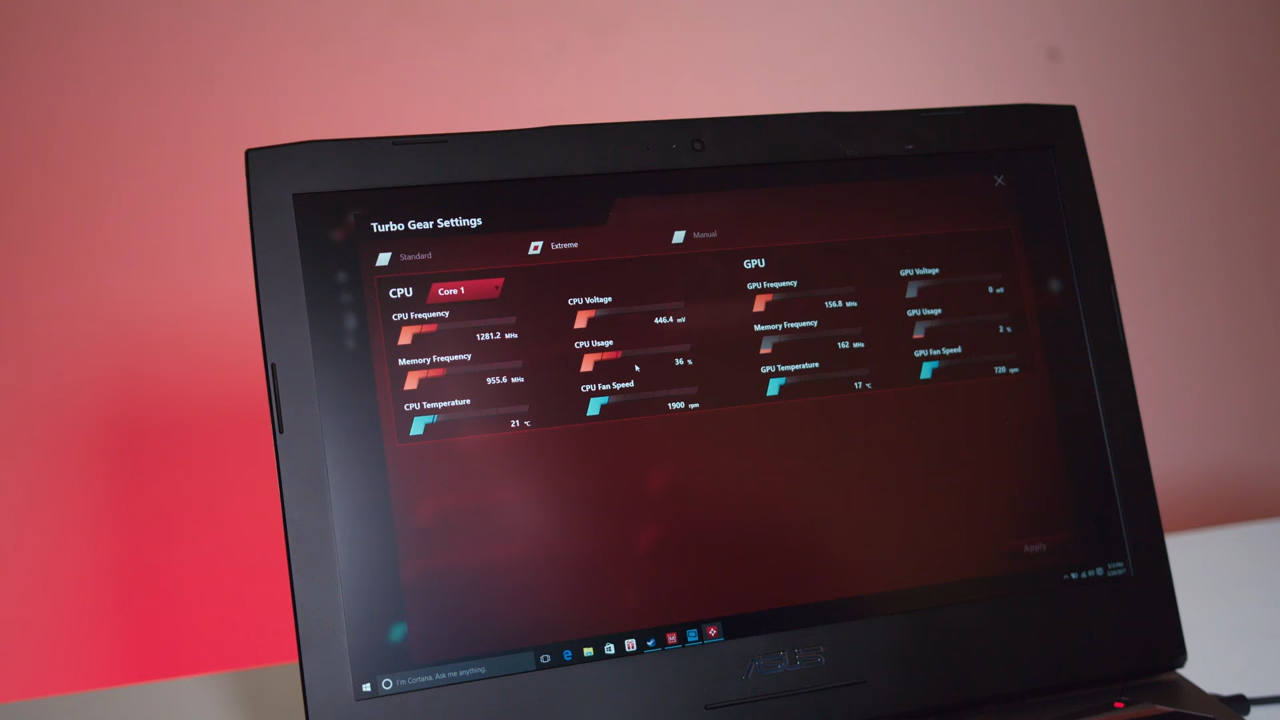 Turbo Gear Settings
Standard
Extreme
Manual
CPU
Core 1
CPU Frequency
1281.2 MHz
Memory Frequency
955.6 MHz
CPU Temperature
21 °C
CPU Voltage
446.4 mV
CPU Usage
36 %
CPU Fan Speed
1900 rpm
GPU
GPU Frequency
156.8 MHz
Memory Frequency
162 MHz
GPU Temperature
17 °C
GPU Voltage
0 mV
GPU Usage
2 %
GPU Fan Speed
720 rpm
Apply
I'm Cortana. Ask me anything.
ASUS